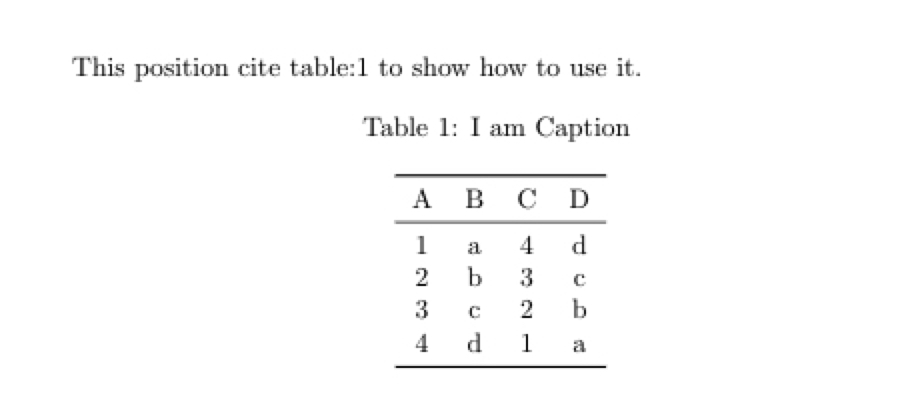 This position cite table:1 to show how to use it.
Table 1: I am Caption
A B C D
1 a 4 d
2 b 3 c
3 c 2 b
4 d 1 a